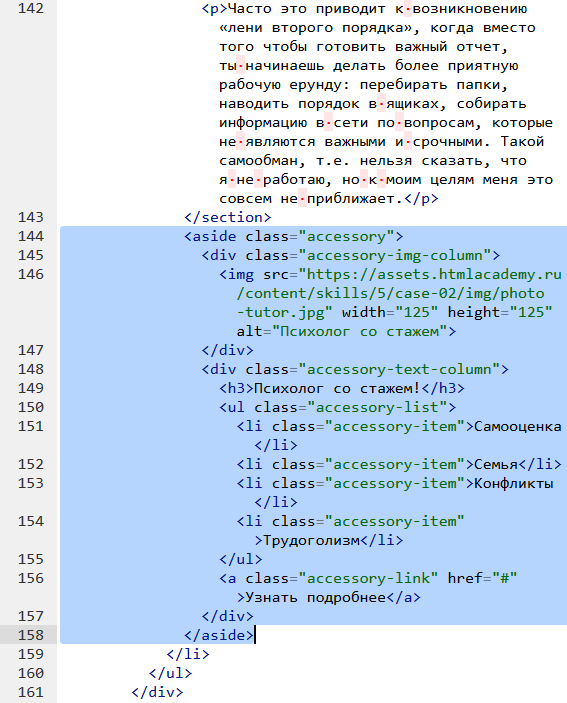 142 <p>Часто это приводит к·возникновению
«лени второго порядка», когда вместо
того чтобы готовить важный отчет,
ты·начинаешь делать более приятную
рабочую ерунду: перебирать папки,
наводить порядок в·ящиках, собирать
информацию в·сети по·вопросам, которые
не·являются важными и·срочными. Такой
самообман, т.е. нельзя сказать, что
я·не·работаю, но·к·моим целям меня это
совсем не·приближает.</p>
143 </section>
144 <aside class="accessory">
145 <div class="accessory-img-column">
146 <img src="https://assets.htmlacademy.ru
/content/skills/5/case-02/img/photo
-tutor.jpg" width="125" height="125"
alt="Психолог со стажем">
147 </div>
148 <div class="accessory-text-column">
149 <h3>Психолог со стажем!</h3>
150 <ul class="accessory-list">
151 <li class="accessory-item">Самооценка
</li>
152 <li class="accessory-item">Семья</li>
153 <li class="accessory-item">Конфликты
</li>
154 <li class="accessory-item"
>Трудоголизм</li>
155 </ul>
156 <a class="accessory-link" href="#"
>Узнать подробнее</a>
157 </div>
158 </aside>
159 </li>
160 </ul>
161 </div>